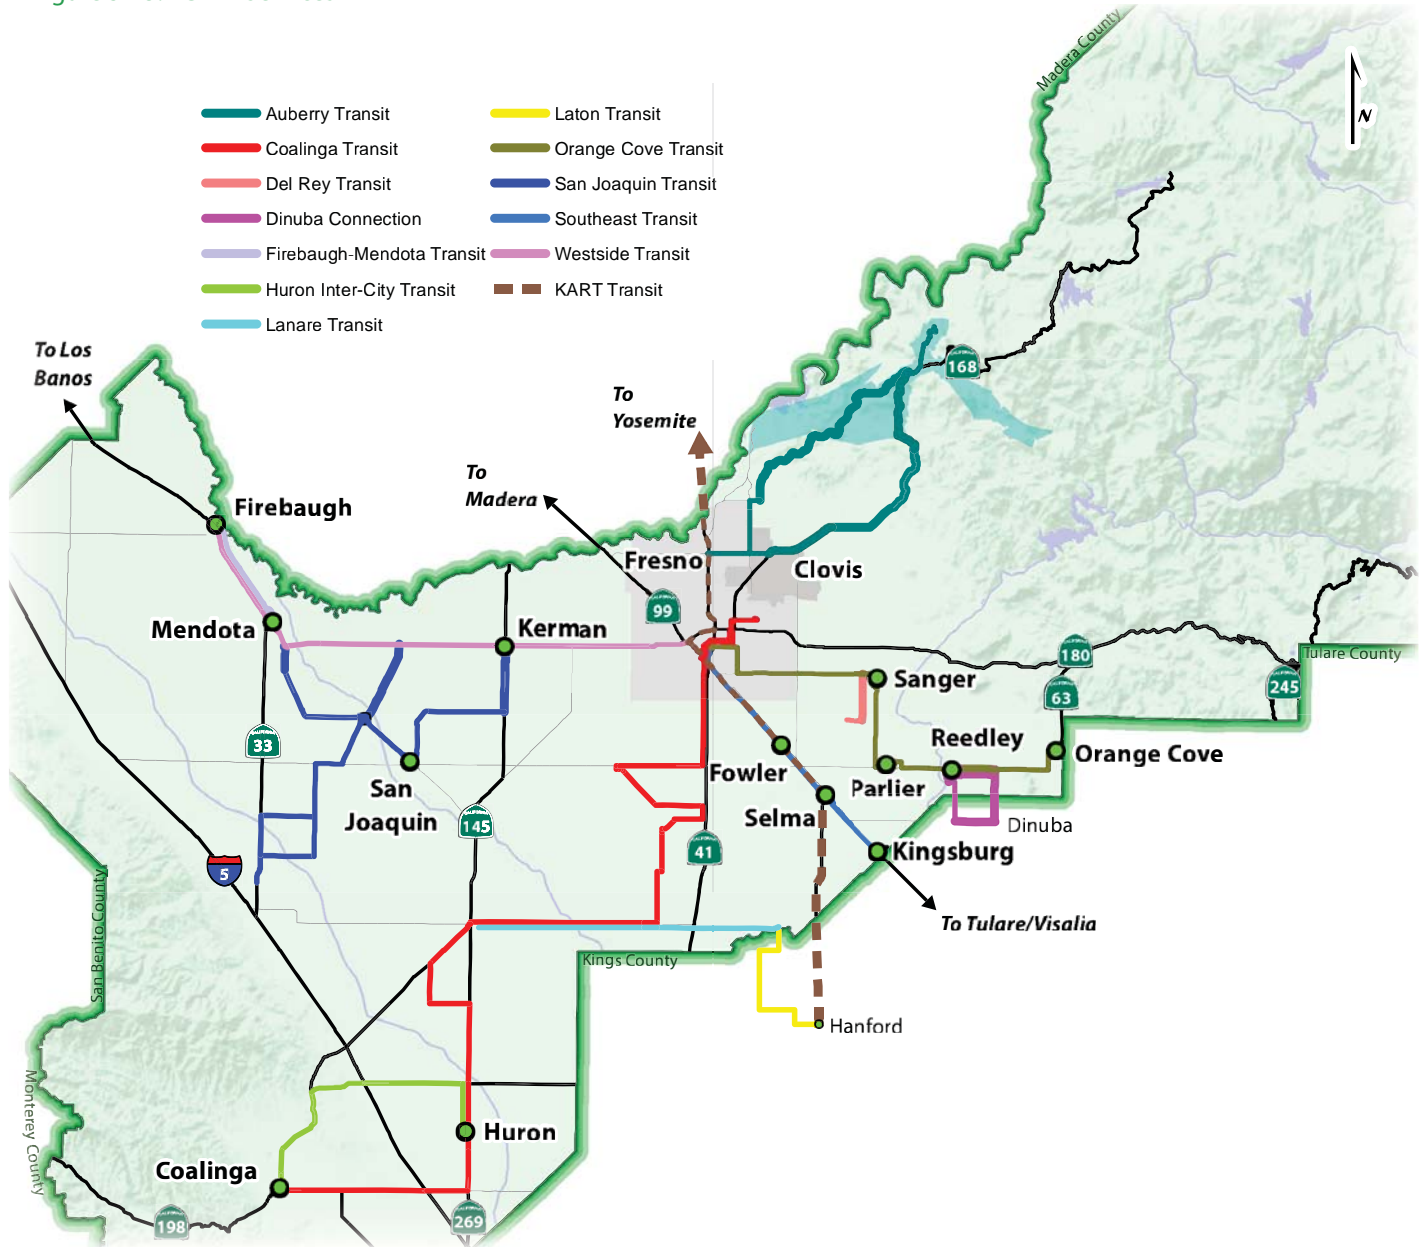 Madera County
N
Auberry Transit
Coalinga Transit
Del Rey Transit
Dinuba Connection
Firebaugh-Mendota Transit
Huron Inter-City Transit
Lanare Transit
Laton Transit
Orange Cove Transit
San Joaquin Transit
Southeast Transit
Westside Transit
KART Transit
To Los
Banos
To
Yosemite
168
To
Madera
Firebaugh
Fresno
Clovis
99
Mendota
Kerman
180
Tulare County
Sanger
63
245
33
Reedley
Orange Cove
San
Joaquin
Fowler
Parlier
Selma
145
Dinuba
41
Kingsburg
5
To Tulare/Visalia
San Benito County
Kings County
Hanford
Monterey County
Huron
Coalinga
198
269